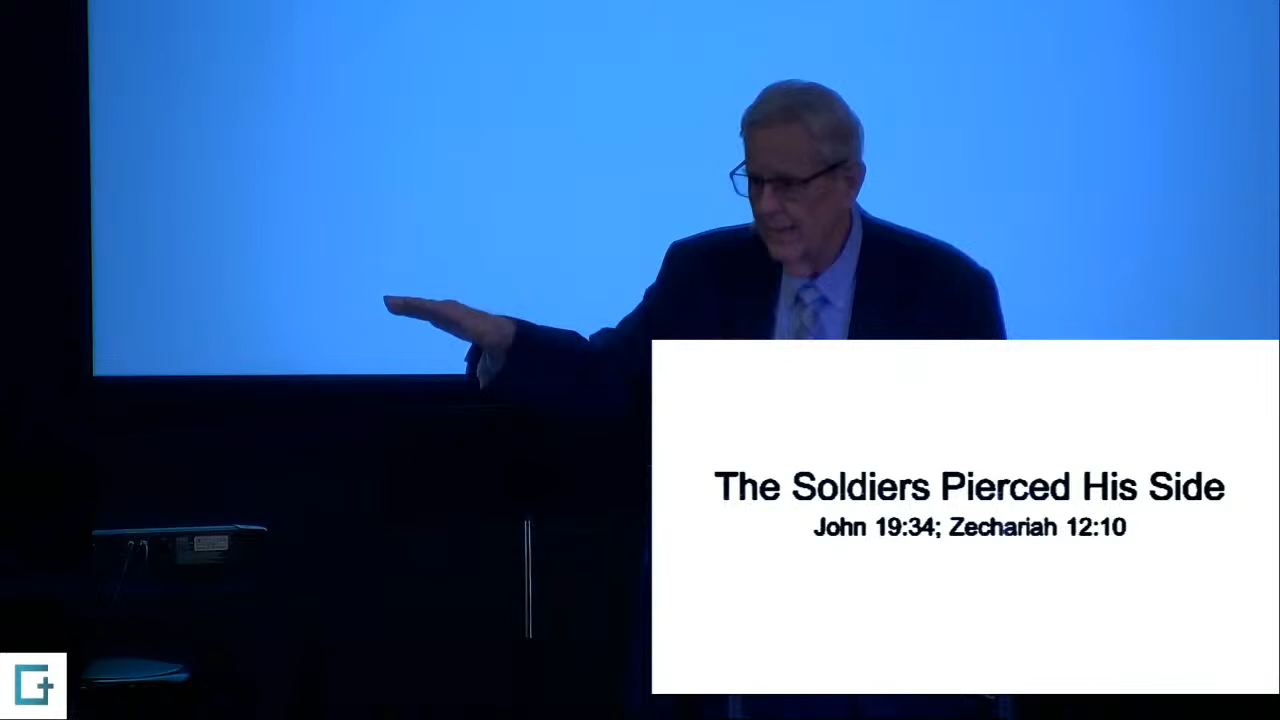 The Soldiers Pierced His Side
John 19:34; Zechariah 12:10